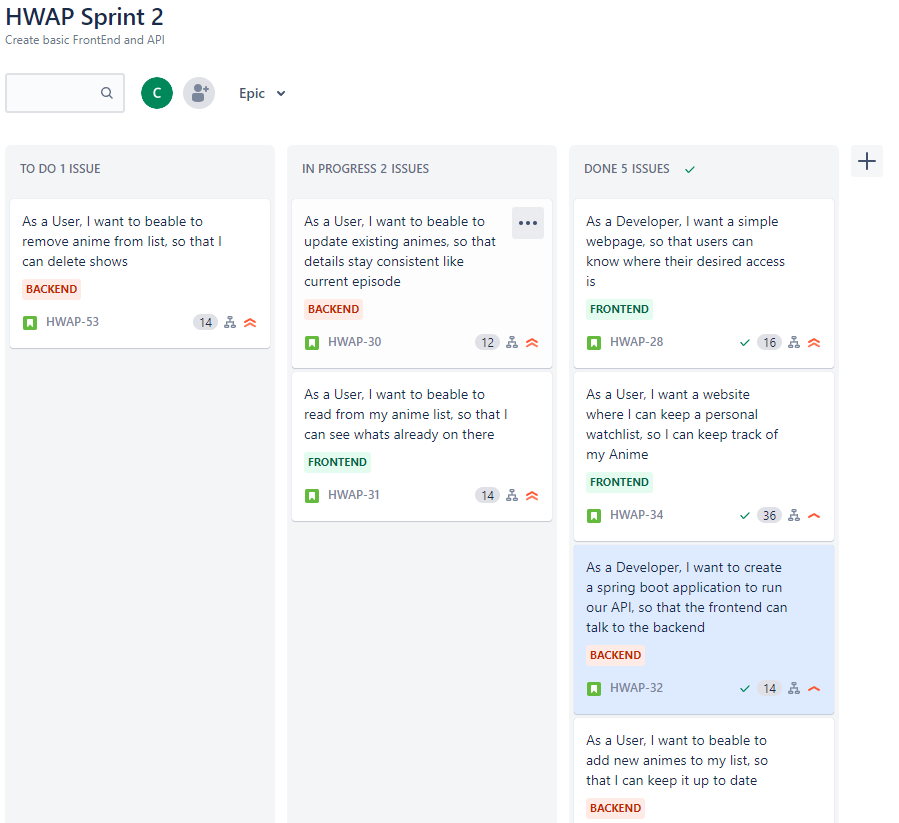 HWAP Sprint 2
Create basic FrontEnd and API
C
Epic
TO DO 1 ISSUE
As a User, I want to beable to
remove anime from list, so that I
can delete shows
BACKEND
HWAP-53
14
IN PROGRESS 2 ISSUES
As a User, I want to beable to
update existing animes, so that
details stay consistent like
current episode
BACKEND
HWAP-30
12
As a User, I want to beable to
read from my anime list, so that I
can see whats already on there
FRONTEND
HWAP-31
14
DONE 5 ISSUES
As a Developer, I want a simple
webpage, so that users can
know where their desired access
is
FRONTEND
HWAP-28
16
As a User, I want a website
where I can keep a personal
watchlist, so I can keep track of
my Anime
FRONTEND
HWAP-34
36
As a Developer, I want to create
a spring boot application to run
our API, so that the frontend can
talk to the backend
BACKEND
HWAP-32
14
As a User, I want to beable to
add new animes to my list, so
that I can keep it up to date
BACKEND